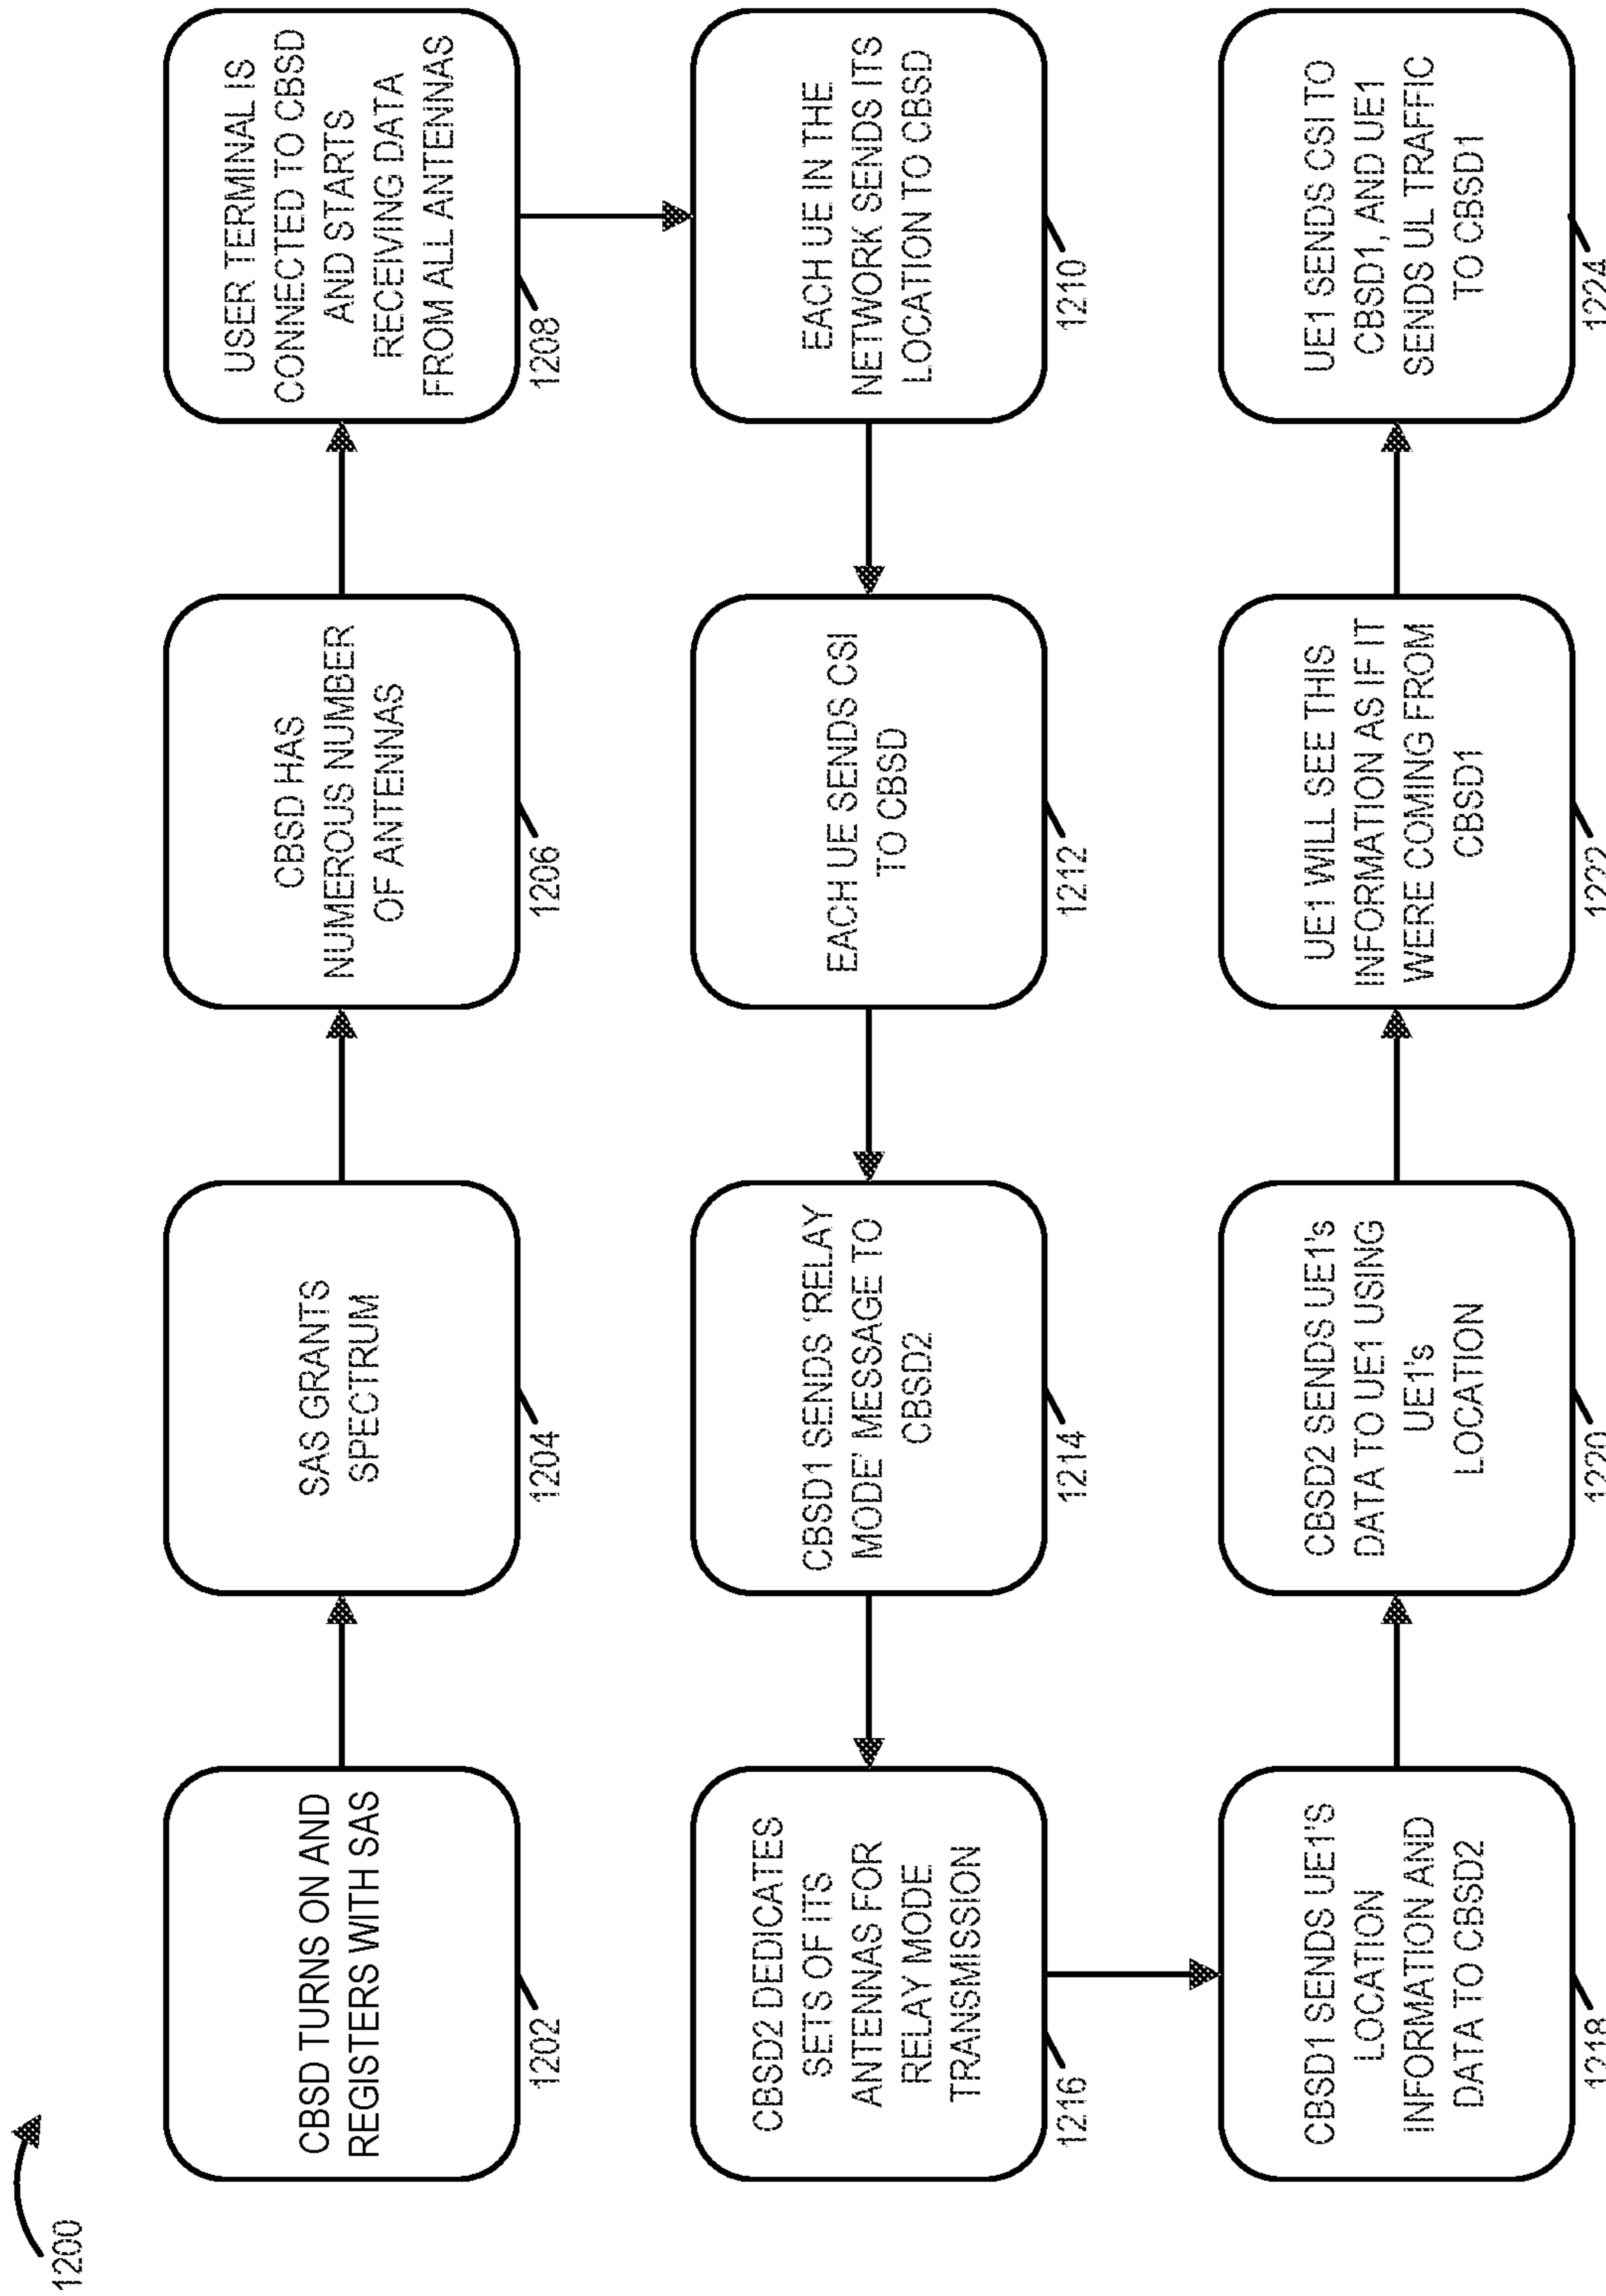 1200
CBSD TURNS ON AND
REGISTERS WITH SAS
1202
SAS GRANTS
SPECTRUM
1204
CBSD HAS
NUMEROUS NUMBER
OF ANTENNAS
1206
USER TERMINAL IS
CONNECTED TO CBSD
AND STARTS
RECEIVING DATA
FROM ALL ANTENNAS
1208
EACH UE IN THE
NETWORK SENDS ITS
LOCATION TO CBSD
1210
EACH UE SENDS CSI
TO CBSD
1212
CBSD1 SENDS 'RELAY
MODE' MESSAGE TO
CBSD2
1214
CBSD2 DEDICATES
SETS OF ITS
ANTENNAS FOR
RELAY MODE
TRANSMISSION
1216
CBSD1 SENDS UE1'S
LOCATION
INFORMATION AND
DATA TO CBSD2
1218
CBSD2 SENDS UE1's
DATA TO UE1 USING
UE1's
LOCATION
1220
UE1 WILL SEE THIS
INFORMATION AS IF IT
WERE COMING FROM
CBSD1
1222
UE1 SENDS CSI TO
CBSD1, AND UE1
SENDS UL TRAFFIC
TO CBSD1
1224